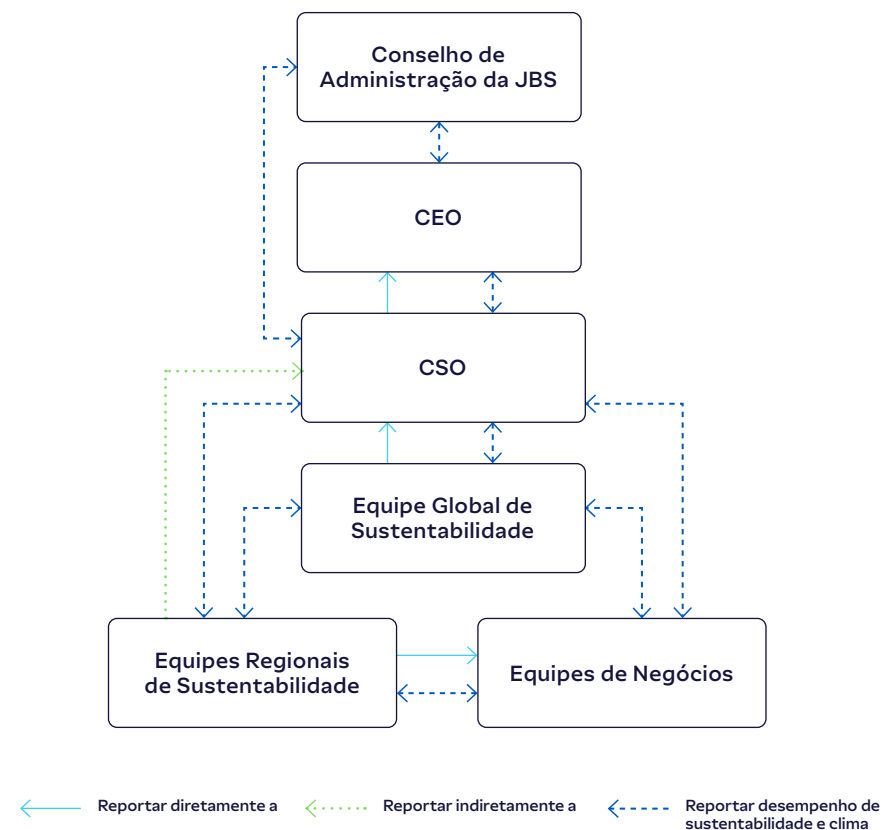 Conselho de
Administração da JBS
CEO
CSO
Equipe Global de
Sustentabilidade
Equipes Regionais
de Sustentabilidade
Equipes de Negócios
Reportar diretamente a
Reportar indiretamente a
Reportar desempenho de
sustentabilidade e clima